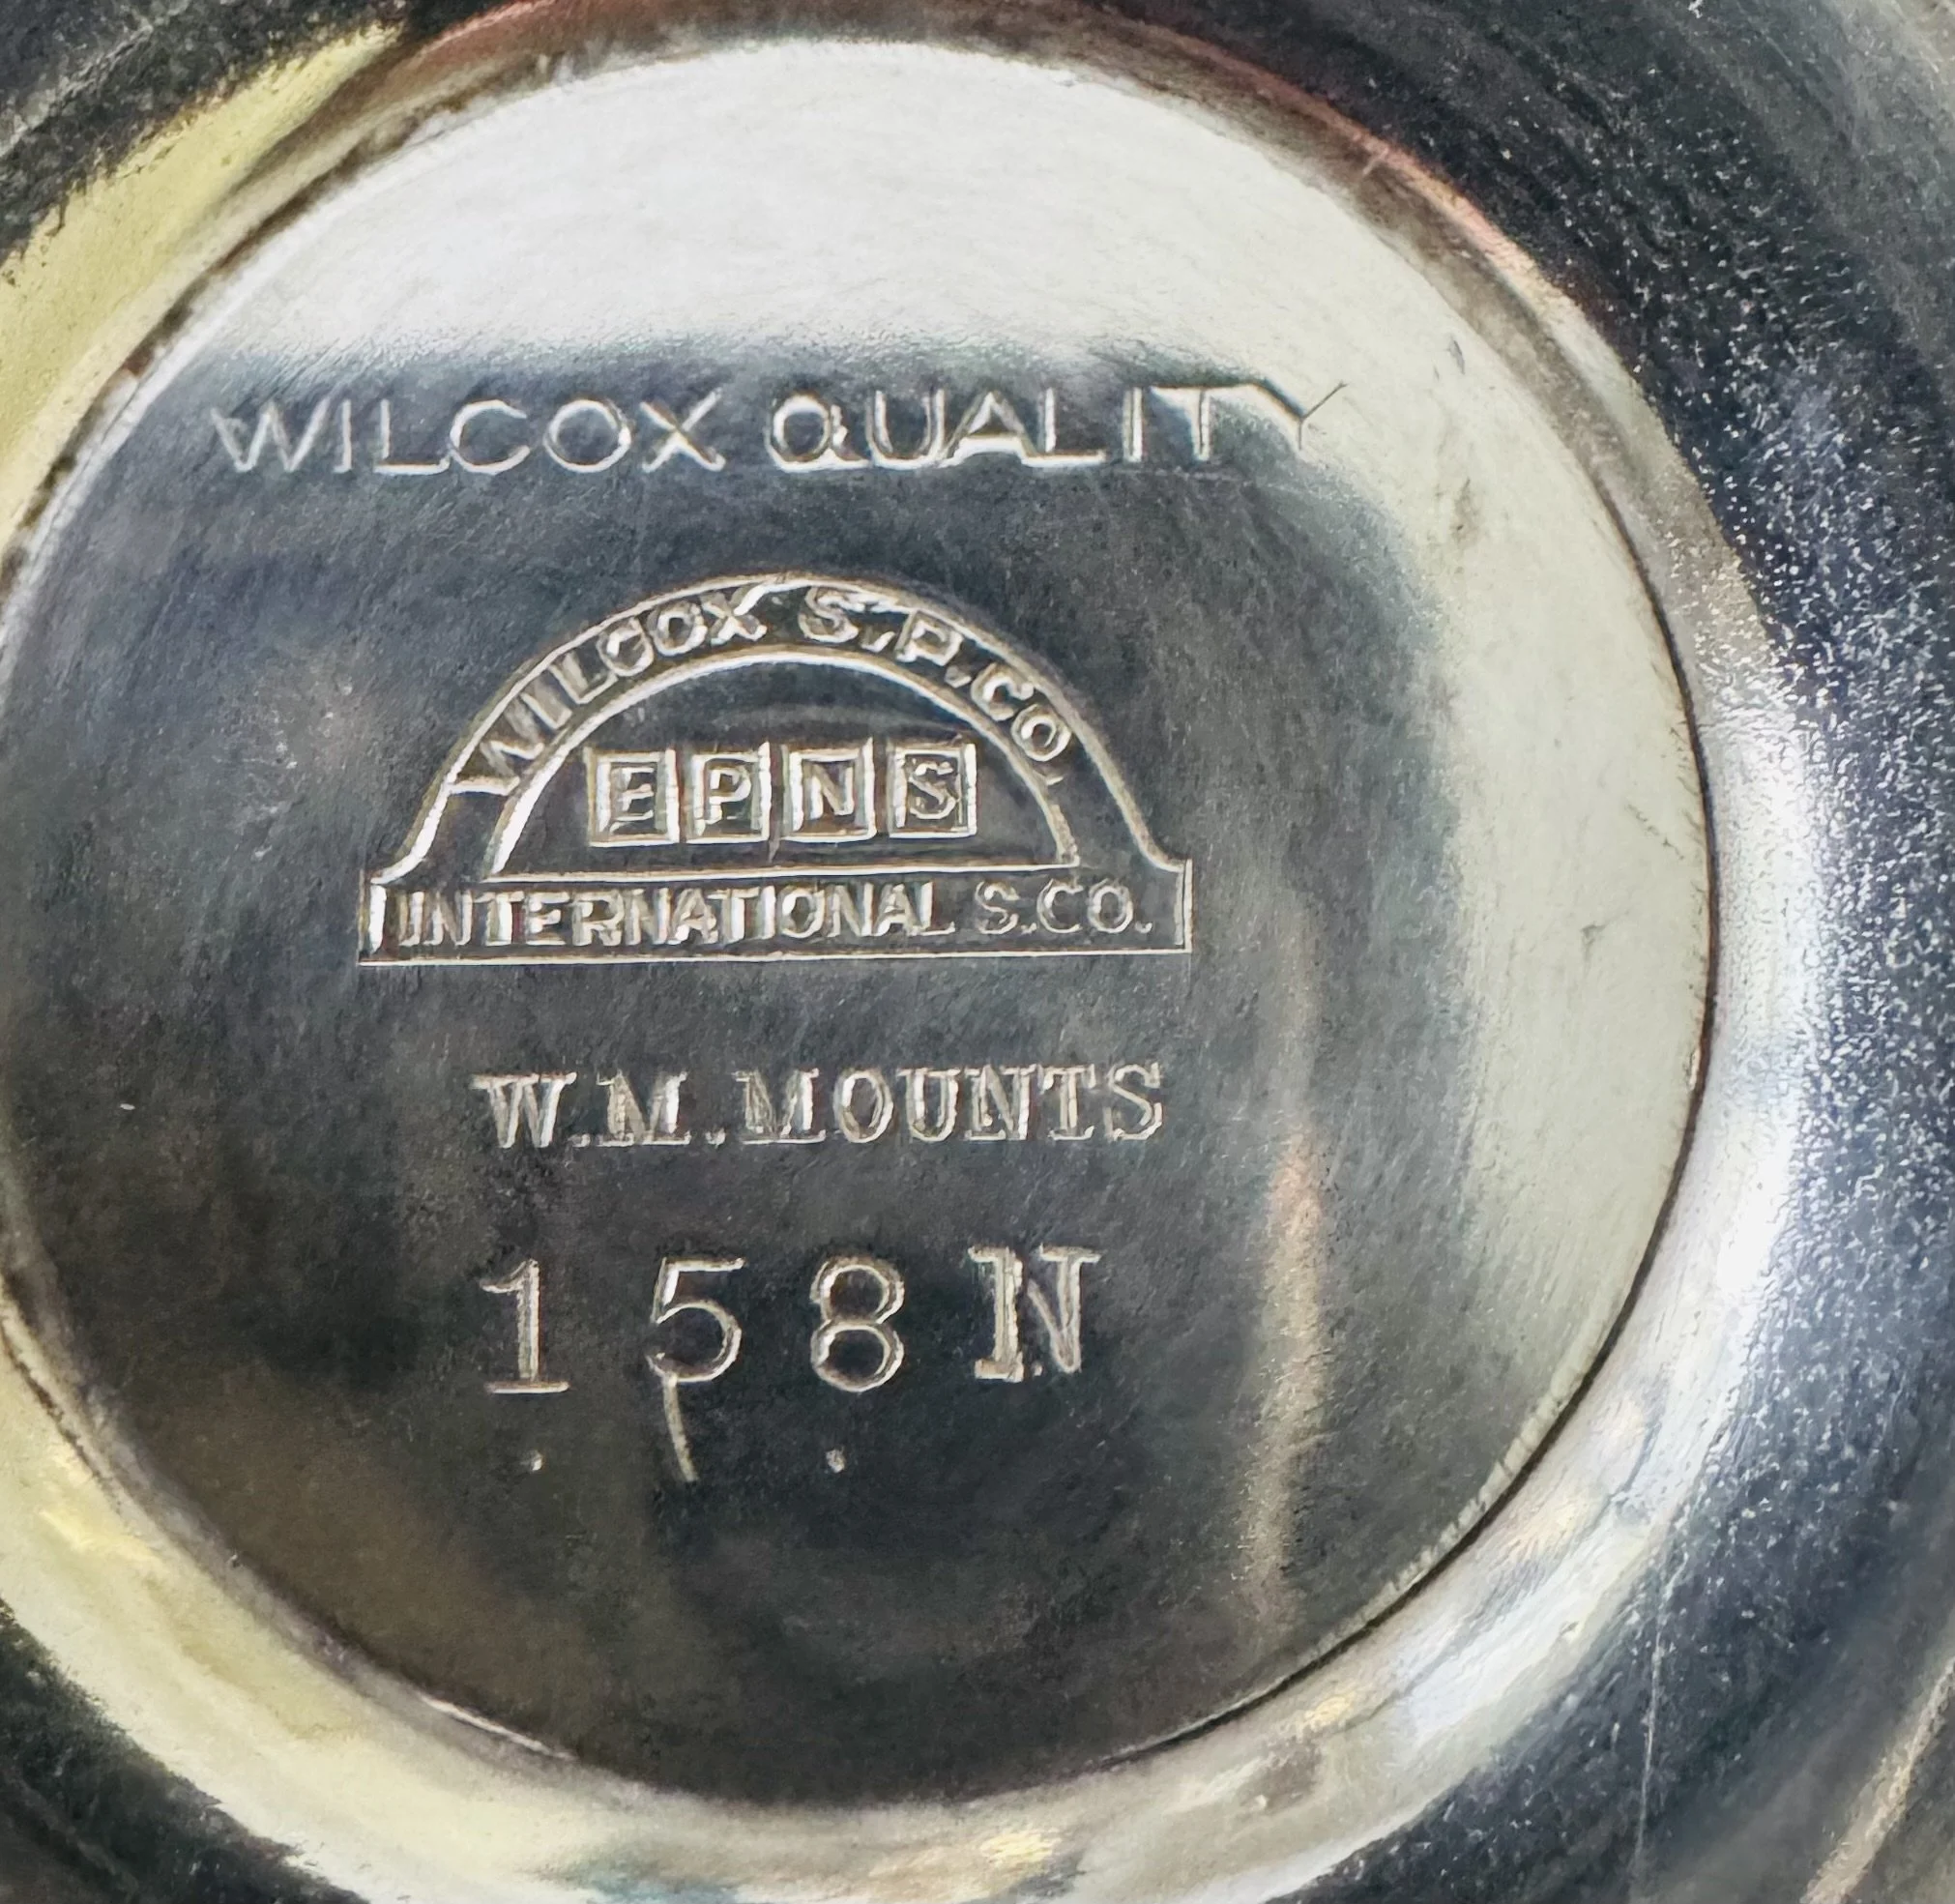 WILCOX QUALITY
WILCOX S.P.CO.
EPNS
INTERNATIONAL S.CO.
W.M.MOUNTS
158N